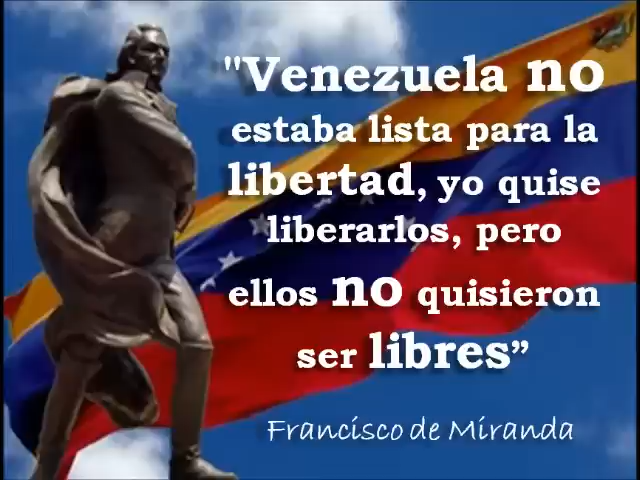 "Venezuela no
estaba lista para la
libertad, yo quise
liberarlos, pero
ellos no quisieron
ser libres”
Francisco de Miranda